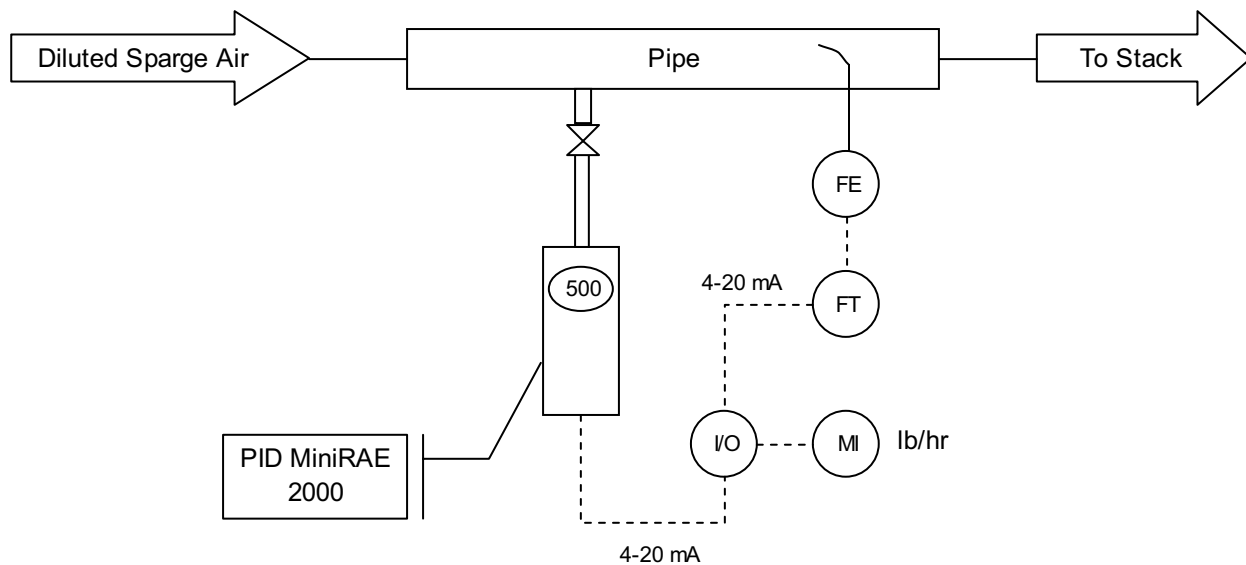 Diluted Sparge Air
Pipe
To Stack
FE
500
4-20 mA
FT
I/O
MI
lb/hr
PID MiniRAE
2000
4-20 mA